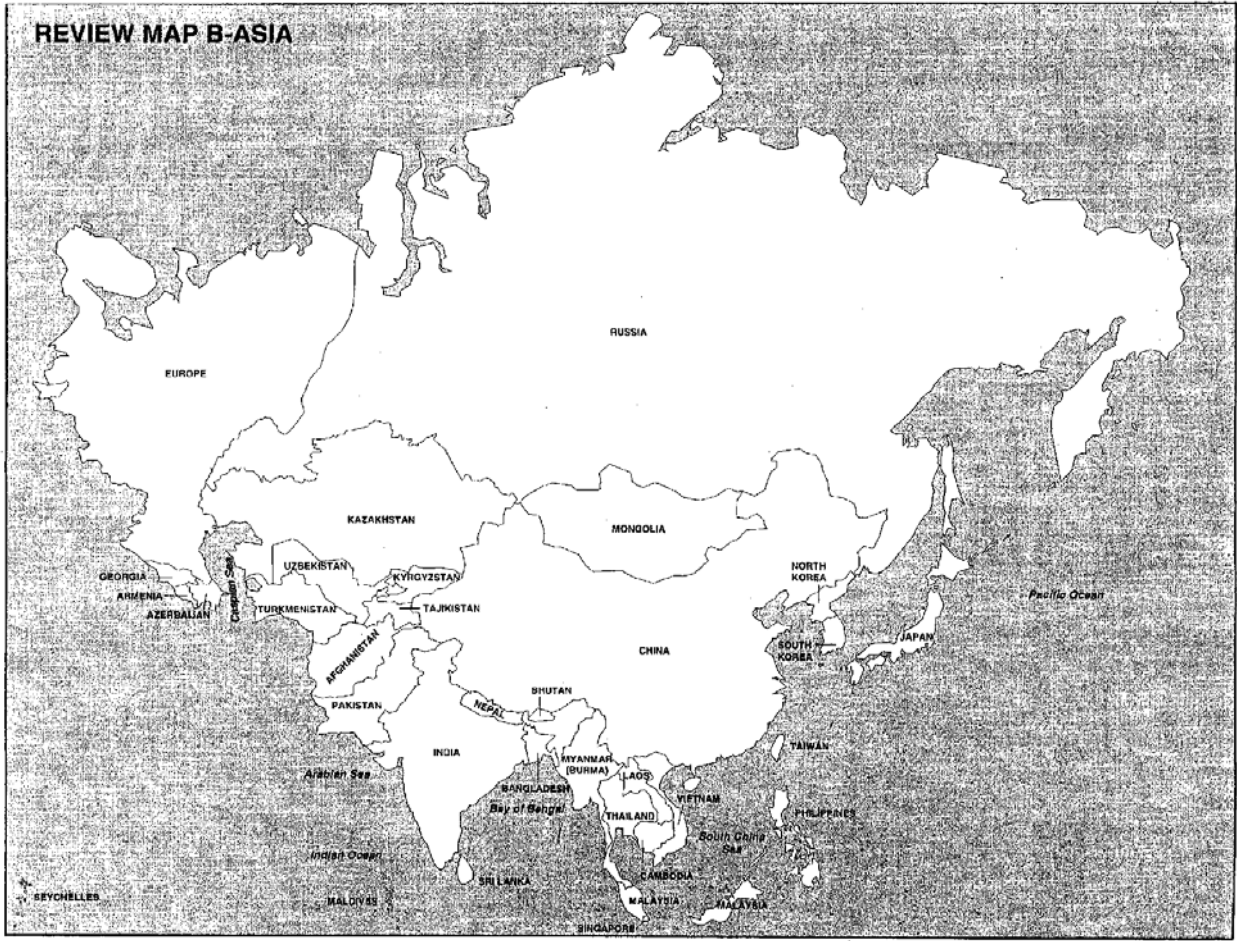 REVIEW MAP B-ASIA
RUSSIA
EUROPE
KAZAKHSTAN
MONGOLIA
UZBEKISTAN
KYRGYZSTAN
NORTH
KOREA
GEORGIA
ARMENIA
AZERBAIJAN
Caspian Sea
TURKMENISTAN
TAJIKISTAN
Pacific Ocean
AFGHANISTAN
CHINA
SOUTH
KOREA
JAPAN
PAKISTAN
NEPAL
BHUTAN
INDIA
MYANMAR
(BURMA)
TAIWAN
Arabian Sea
LAOS
BANGLADESH
Bay of Bengal
VIETNAM
THAILAND
PHILIPPINES
South China
Sea
Indian Ocean
CAMBODIA
SRI LANKA
SEYCHELLES
MALDIVES
MALAYSIA
MALAYSIA
SINGAPORE